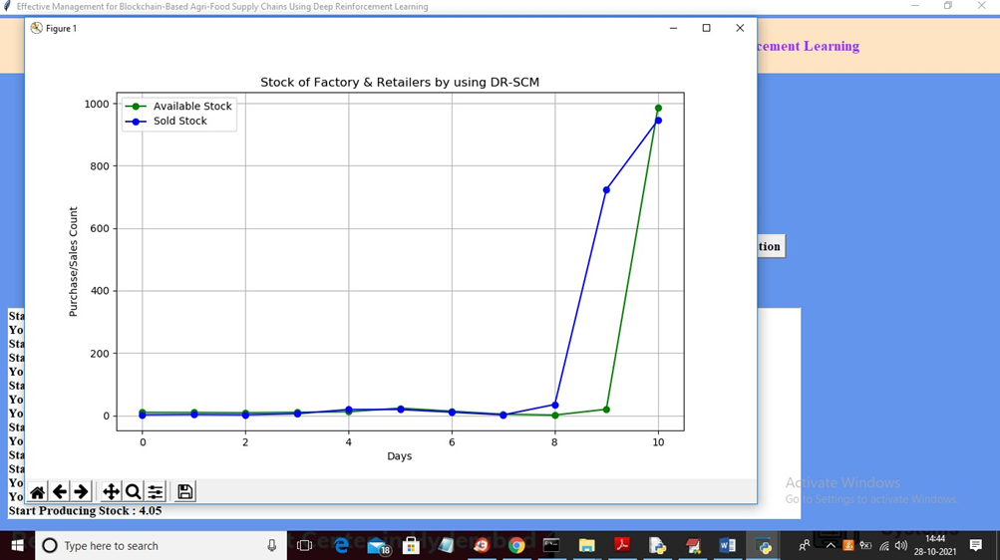 Effective Management for Blockchain-Based Agri-Food Supply Chains Using Deep Reinforcement Learning
Figure 1
cement Learning
Stock of Factory & Retailers by using DR-SCM
Available Stock
Sold Stock
1000
800
600
400
200
0
Purchase/Sales Count
0 2 4 6 8 10
Days
tion
Sta
Yo
Sta
Sta
Yo
Sta
Yo
Yo
Sta
Yo
Sta
Sta
Yo
Yo
Start Producing Stock : 4.05
Activate Windows
Go to Settings to activate Windows.
Type here to search
18
14:44
28-10-2021